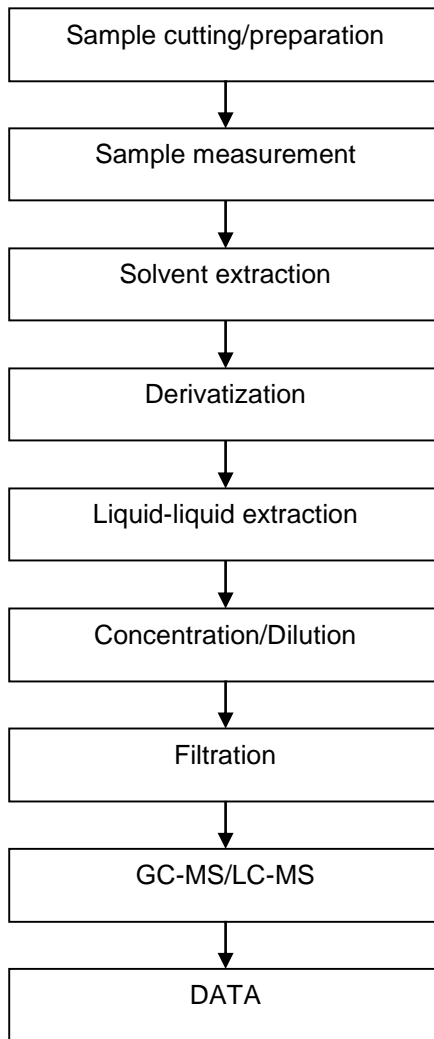 Sample cutting/preparation
Sample measurement
Solvent extraction
Derivatization
Liquid-liquid extraction
Concentration/Dilution
Filtration
GC-MS/LC-MS
DATA